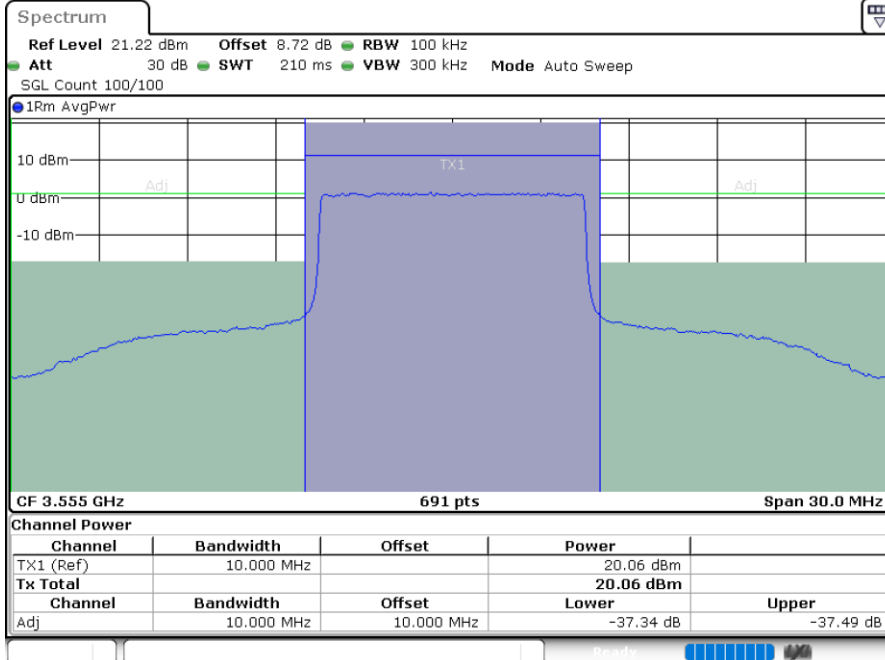 Spectrum
Ref Level 21.22 dBm Offset 8.72 dB RBW 100 kHz
Att 30 dB SWT 210 ms VBW 300 kHz Mode Auto Sweep
SGL Count 100/100
1Rm AvgPwr
10 dBm
TX1
Adj Adj
0 dBm
-10 dBm
CF 3.555 GHz 691 pts Span 30.0 MHz
Channel Power
Channel Bandwidth Offset Power
TX1 (Ref) 10.000 MHz 20.06 dBm
Tx Total 20.06 dBm
Channel Bandwidth Offset Lower Upper
Adj 10.000 MHz 10.000 MHz -37.34 dB -37.49 dB
Ready